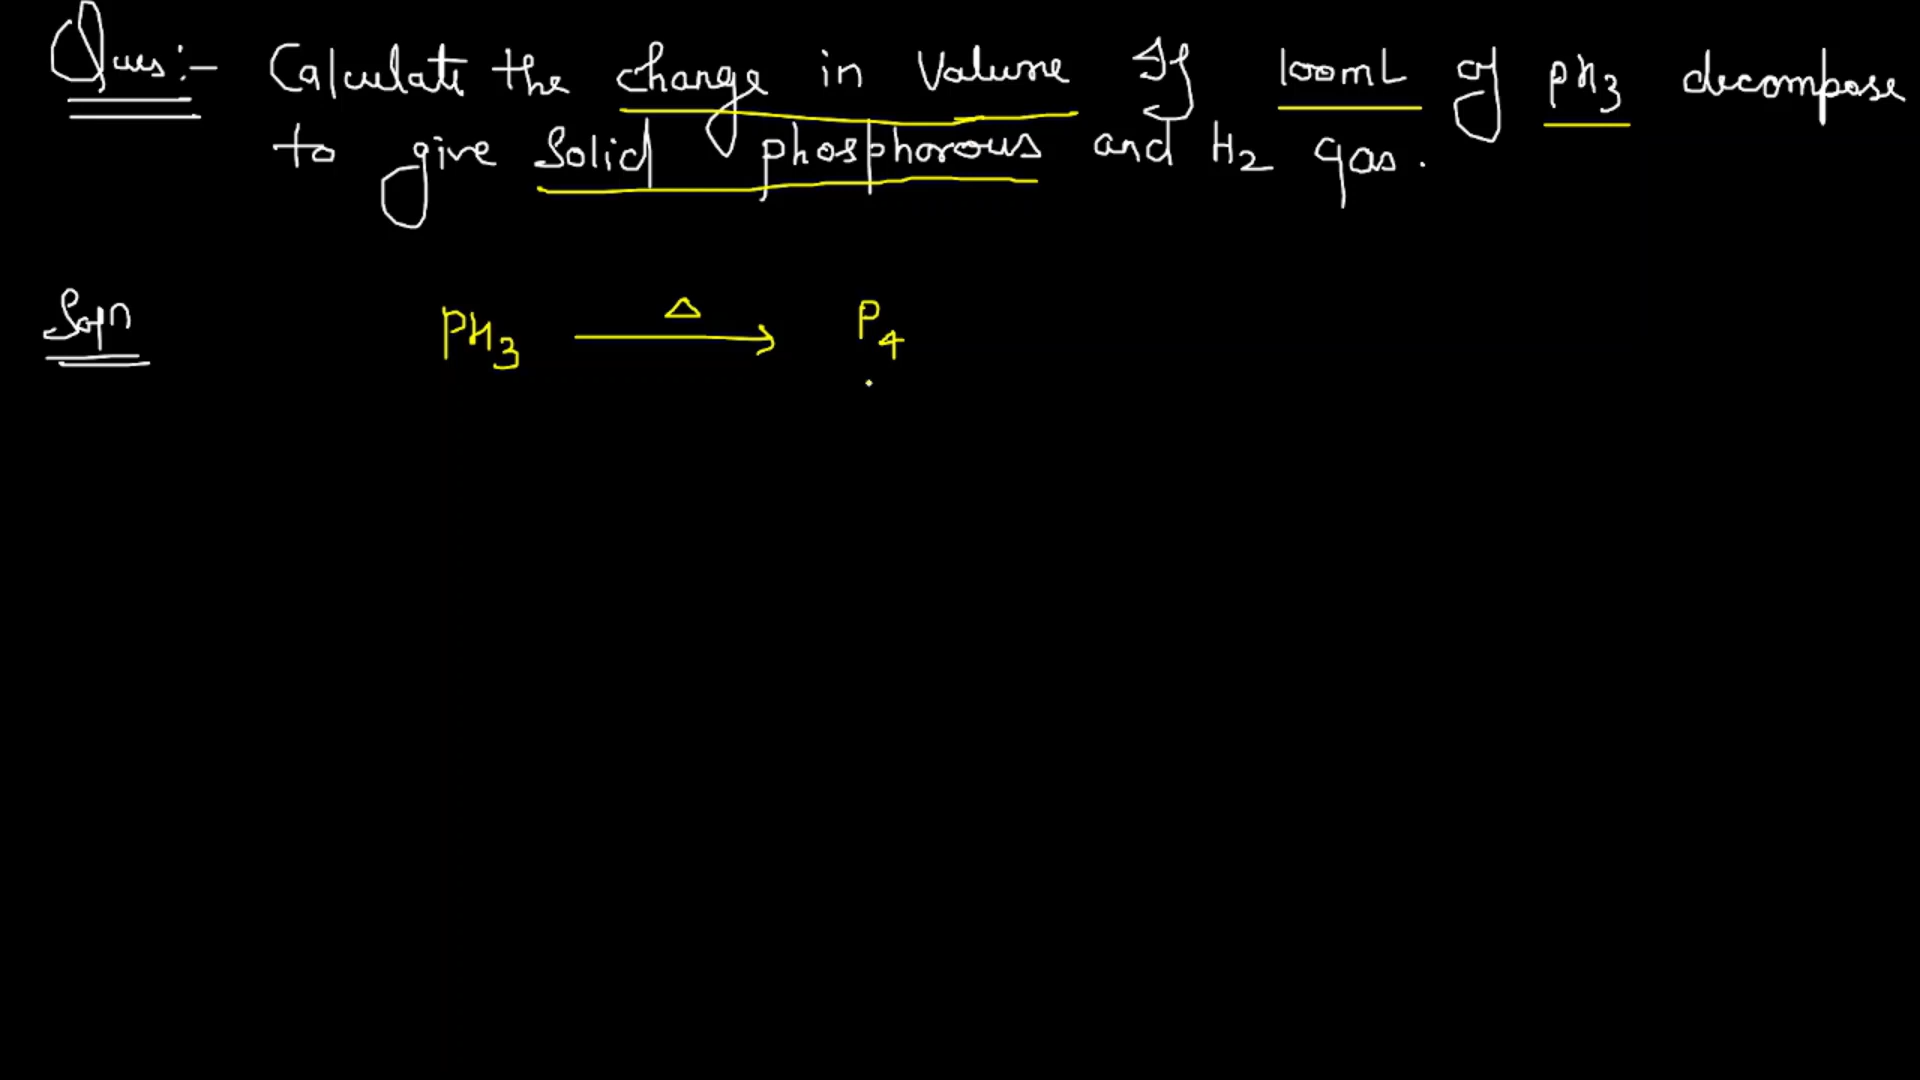 Ques:- Calculate the change in Volume If 100mL of PH3 decompose
to give Solid phosphorous and H2 gas.
Soln PH3 Δ→ P4